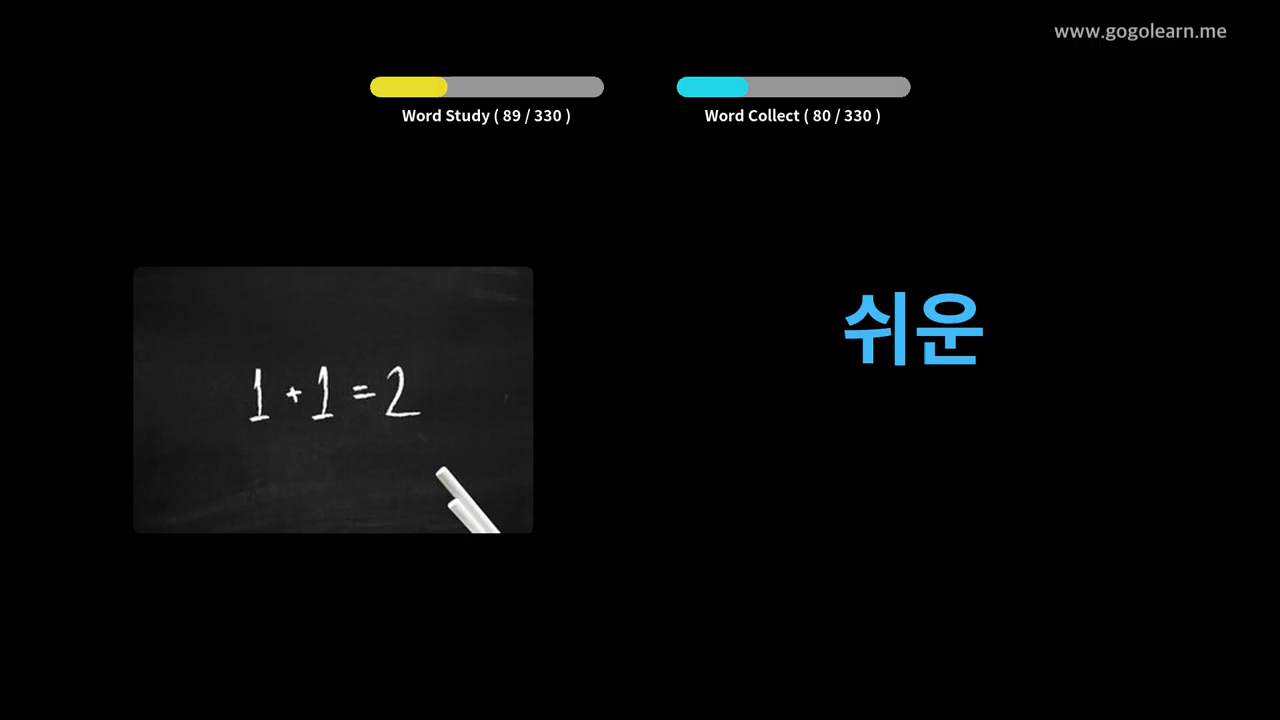 www.gogolearn.me
Word Study ( 89 / 330 )
Word Collect ( 80 / 330 )
쉬운
1 + 1 = 2